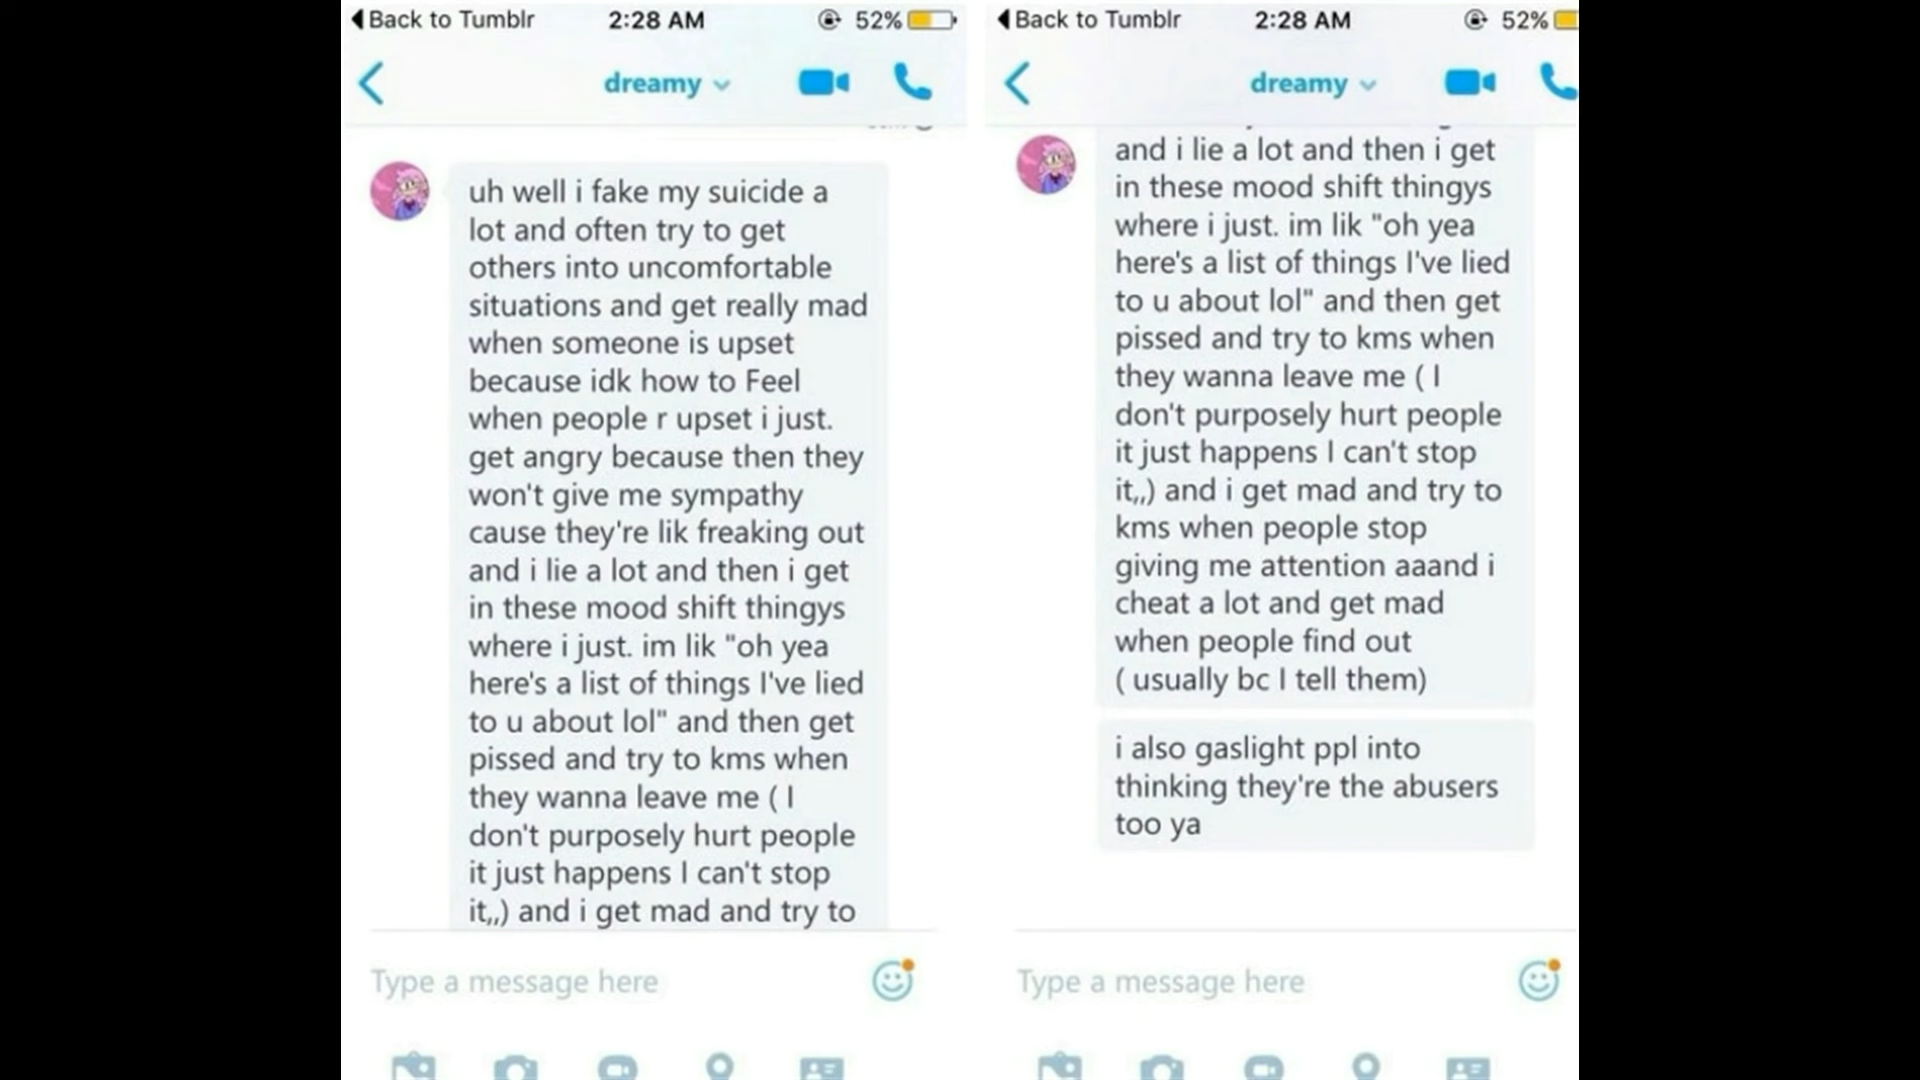 Back to Tumblr 2:28 AM 52%
dreamy
uh well i fake my suicide a
lot and often try to get
others into uncomfortable
situations and get really mad
when someone is upset
because idk how to Feel
when people r upset i just.
get angry because then they
won't give me sympathy
cause they're lik freaking out
and i lie a lot and then i get
in these mood shift thingys
where i just. im lik "oh yea
here's a list of things I've lied
to u about lol" and then get
pissed and try to kms when
they wanna leave me ( I
don't purposely hurt people
it just happens I can't stop
it,,) and i get mad and try to
Type a message here
Back to Tumblr 2:28 AM 52%
dreamy
and i lie a lot and then i get
in these mood shift thingys
where i just. im lik "oh yea
here's a list of things I've lied
to u about lol" and then get
pissed and try to kms when
they wanna leave me ( I
don't purposely hurt people
it just happens I can't stop
it,,) and i get mad and try to
kms when people stop
giving me attention aaand i
cheat a lot and get mad
when people find out
( usually bc I tell them)
i also gaslight ppl into
thinking they're the abusers
too ya
Type a message here